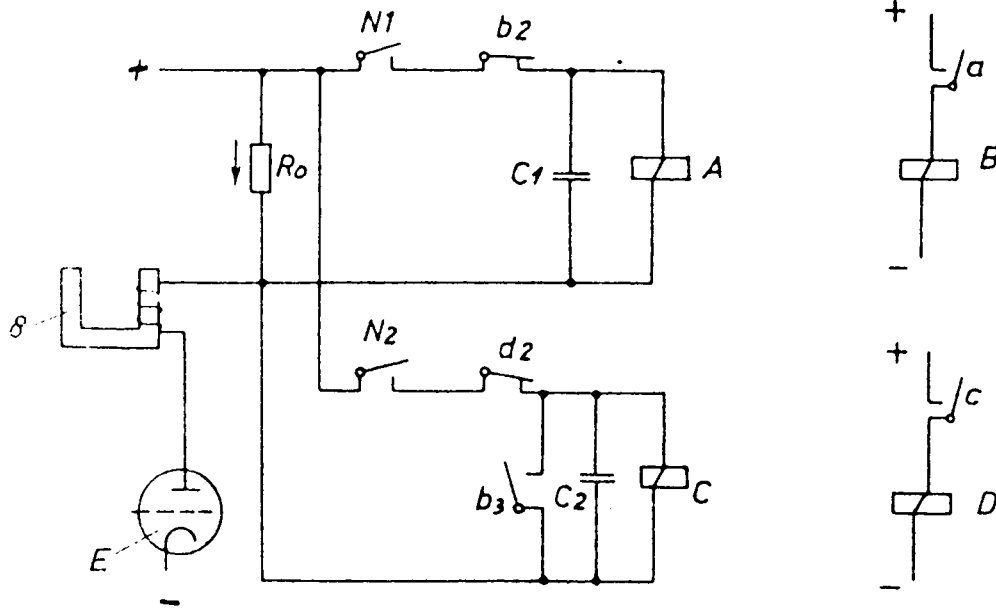 N1 b2 +
+ a
Ro C1 A B
-
8 N2 d2 +
c
b3 C2 C D
E
- -